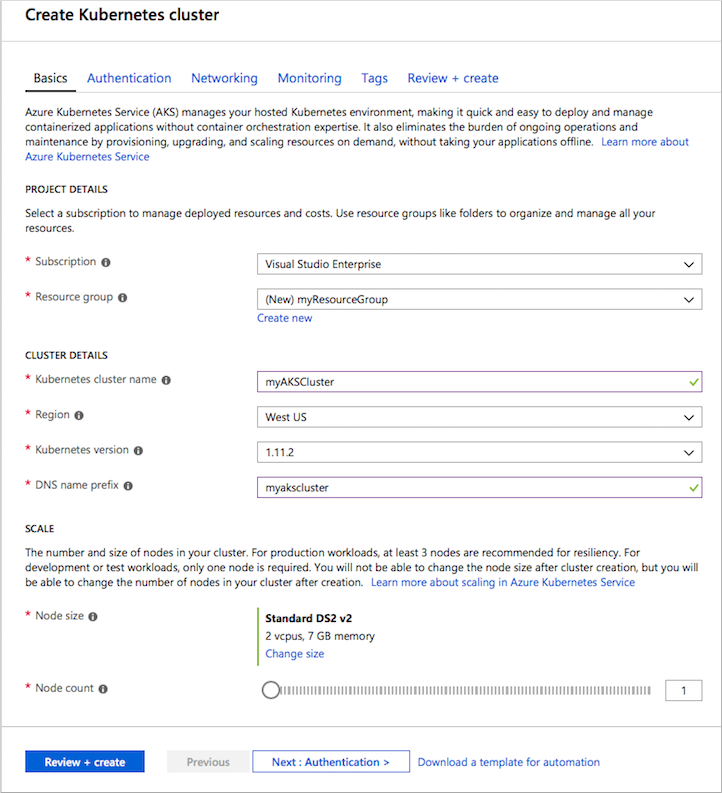 Create Kubernetes cluster
Basics Authentication Networking Monitoring Tags Review + create
Azure Kubernetes Service (AKS) manages your hosted Kubernetes environment, making it quick and easy to deploy and manage
containerized applications without container orchestration expertise. It also eliminates the burden of ongoing operations and
maintenance by provisioning, upgrading, and scaling resources on demand, without taking your applications offline. Learn more about
Azure Kubernetes Service
PROJECT DETAILS
Select a subscription to manage deployed resources and costs. Use resource groups like folders to organize and manage all your
resources.
* Subscription Visual Studio Enterprise
* Resource group (New) myResourceGroup
Create new
CLUSTER DETAILS
* Kubernetes cluster name myAKSCluster
* Region West US
* Kubernetes version 1.11.2
* DNS name prefix myakscluster
SCALE
The number and size of nodes in your cluster. For production workloads, at least 3 nodes are recommended for resiliency. For
development or test workloads, only one node is required. You will not be able to change the node size after cluster creation, but you will
be able to change the number of nodes in your cluster after creation. Learn more about scaling in Azure Kubernetes Service
* Node size Standard DS2 v2
2 vcpus, 7 GB memory
Change size
* Node count 1
Review + create Previous Next : Authentication > Download a template for automation